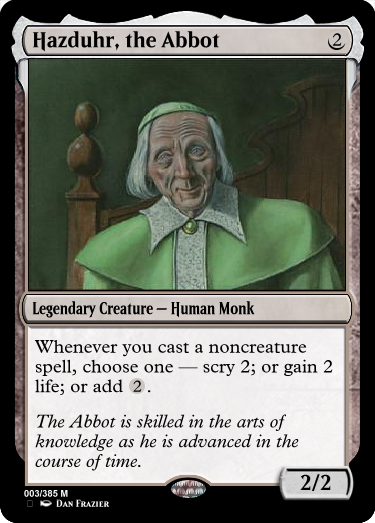 Hazduhr, the Abbot 2
Legendary Creature — Human Monk
Whenever you cast a noncreature
spell, choose one — scry 2; or gain 2
life; or add 2.
The Abbot is skilled in the arts of
knowledge as he is advanced in the
course of time.
2/2
003/385 M
DAN FRAZIER